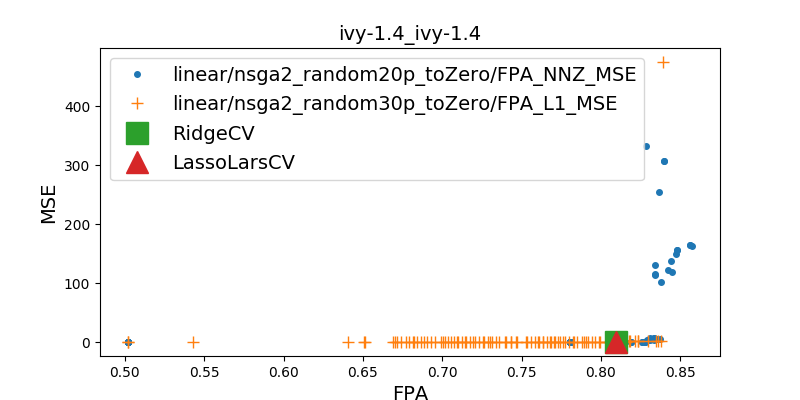 ivy-1.4_ivy-1.4
linear/nsga2_random20p_toZero/FPA_NNZ_MSE
linear/nsga2_random30p_toZero/FPA_L1_MSE
RidgeCV
LassoLarsCV
MSE
400
300
200
100
0
0.50 0.55 0.60 0.65 0.70 0.75 0.80 0.85
FPA